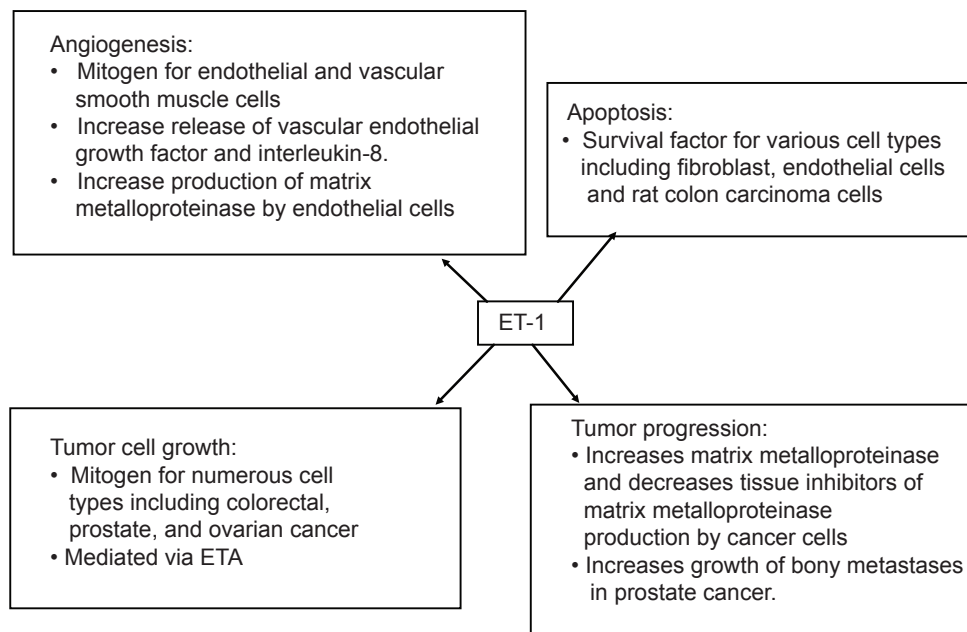 Angiogenesis:
• Mitogen for endothelial and vascular
smooth muscle cells
• Increase release of vascular endothelial
growth factor and interleukin-8.
• Increase production of matrix
metalloproteinase by endothelial cells
Apoptosis:
• Survival factor for various cell types
including fibroblast, endothelial cells
and rat colon carcinoma cells
ET-1
Tumor cell growth:
• Mitogen for numerous cell
types including colorectal,
prostate, and ovarian cancer
• Mediated via ETA
Tumor progression:
• Increases matrix metalloproteinase
and decreases tissue inhibitors of
matrix metalloproteinase
production by cancer cells
• Increases growth of bony metastases
in prostate cancer.